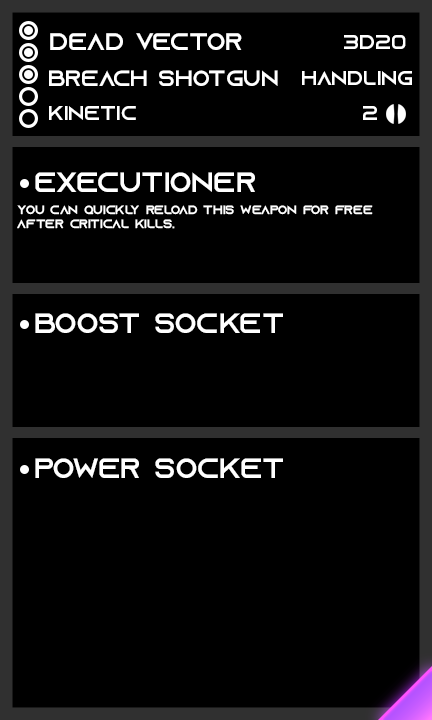 DEAD VECTOR 3D20
BREACH SHOTGUN HANDLING
KINETIC 2
•EXECUTIONER
YOU CAN QUICKLY RELOAD THIS WEAPON FOR FREE
AFTER CRITICAL KILLS.
•BOOST SOCKET
•POWER SOCKET